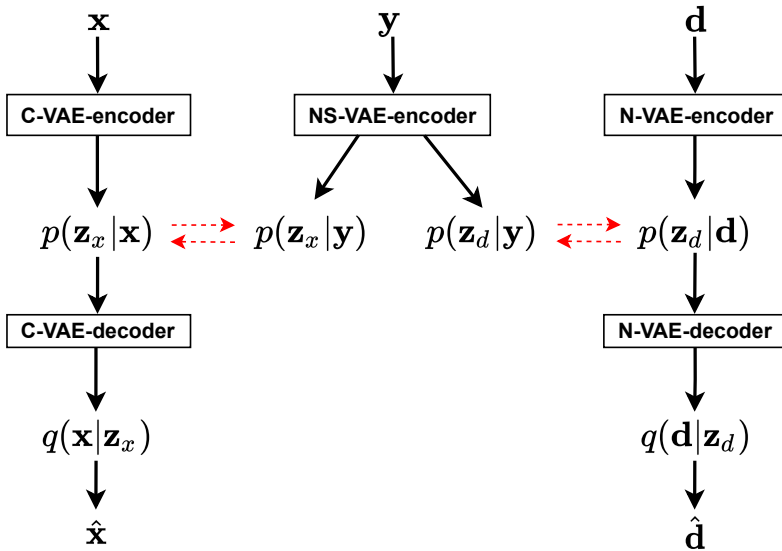 x y d
C-VAE-encoder NS-VAE-encoder N-VAE-encoder
p(z_x|x) p(z_x|y) p(z_d|y) p(z_d|d)
C-VAE-decoder N-VAE-decoder
q(x|z_x) q(d|z_d)
x̂ d̂